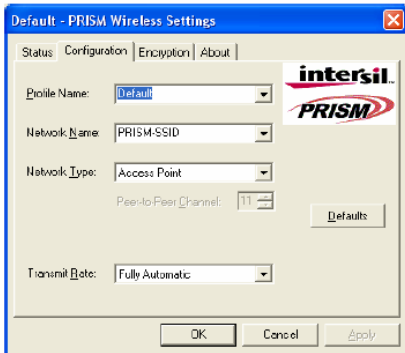 Default - PRISM Wireless Settings
Status Configuration Encryption About
intersil
PRISM
Profile Name: Default
Network Name: PRISM-SSID
Network Type: Access Point
Peer-to-Peer Channel: 11
Defaults
Transmit Rate: Fully Automatic
OK Cancel Apply